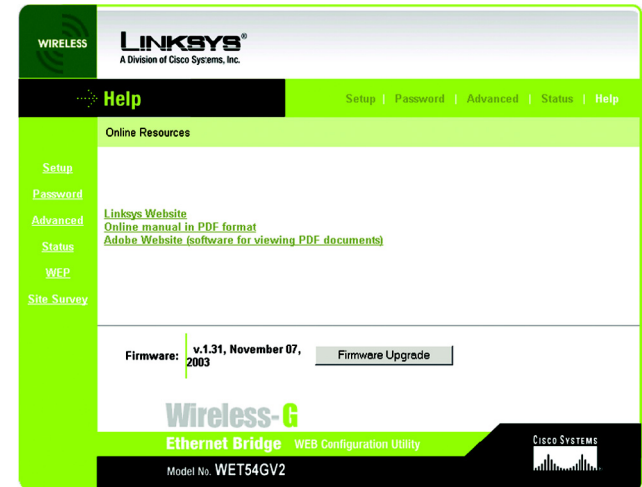 WIRELESS
LINKSYS®
A Division of Cisco Systems, Inc.
Help
Setup | Password | Advanced | Status | Help
Online Resources
Setup
Password
Advanced
Status
WEP
Site Survey
Linksys Website
Online manual in PDF format
Adobe Website (software for viewing PDF documents)
Firmware:
v.1.31, November 07,
2003
Firmware Upgrade
Wireless-G
Ethernet Bridge WEB Configuration Utility
Model No. WET54GV2
CISCO SYSTEMS